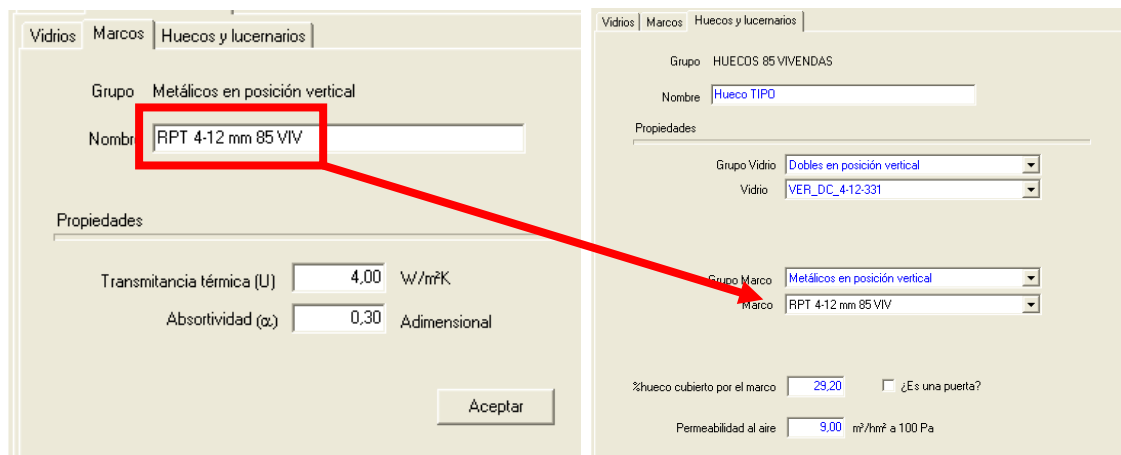 Vidrios Marcos Huecos y lucernarios
Grupo Metálicos en posición vertical
Nombr RPT 4-12 mm 85 VIV
Propiedades
Transmitancia térmica (U) 4,00 W/m²K
Absortividad (α) 0,30 Adimensional
Aceptar
Vidrios Marcos Huecos y lucernarios
Grupo HUECOS 85 VIVENDAS
Nombre Hueco TIPO
Propiedades
Grupo Vidrio Dobles en posición vertical
Vidrio VER_DC_4-12-331
Grupo Marco Metálicos en posición vertical
Marco RPT 4-12 mm 85 VIV
%hueco cubierto por el marco 29,20 ¿Es una puerta?
Permeabilidad al aire 9,00 m³/hm² a 100 Pa